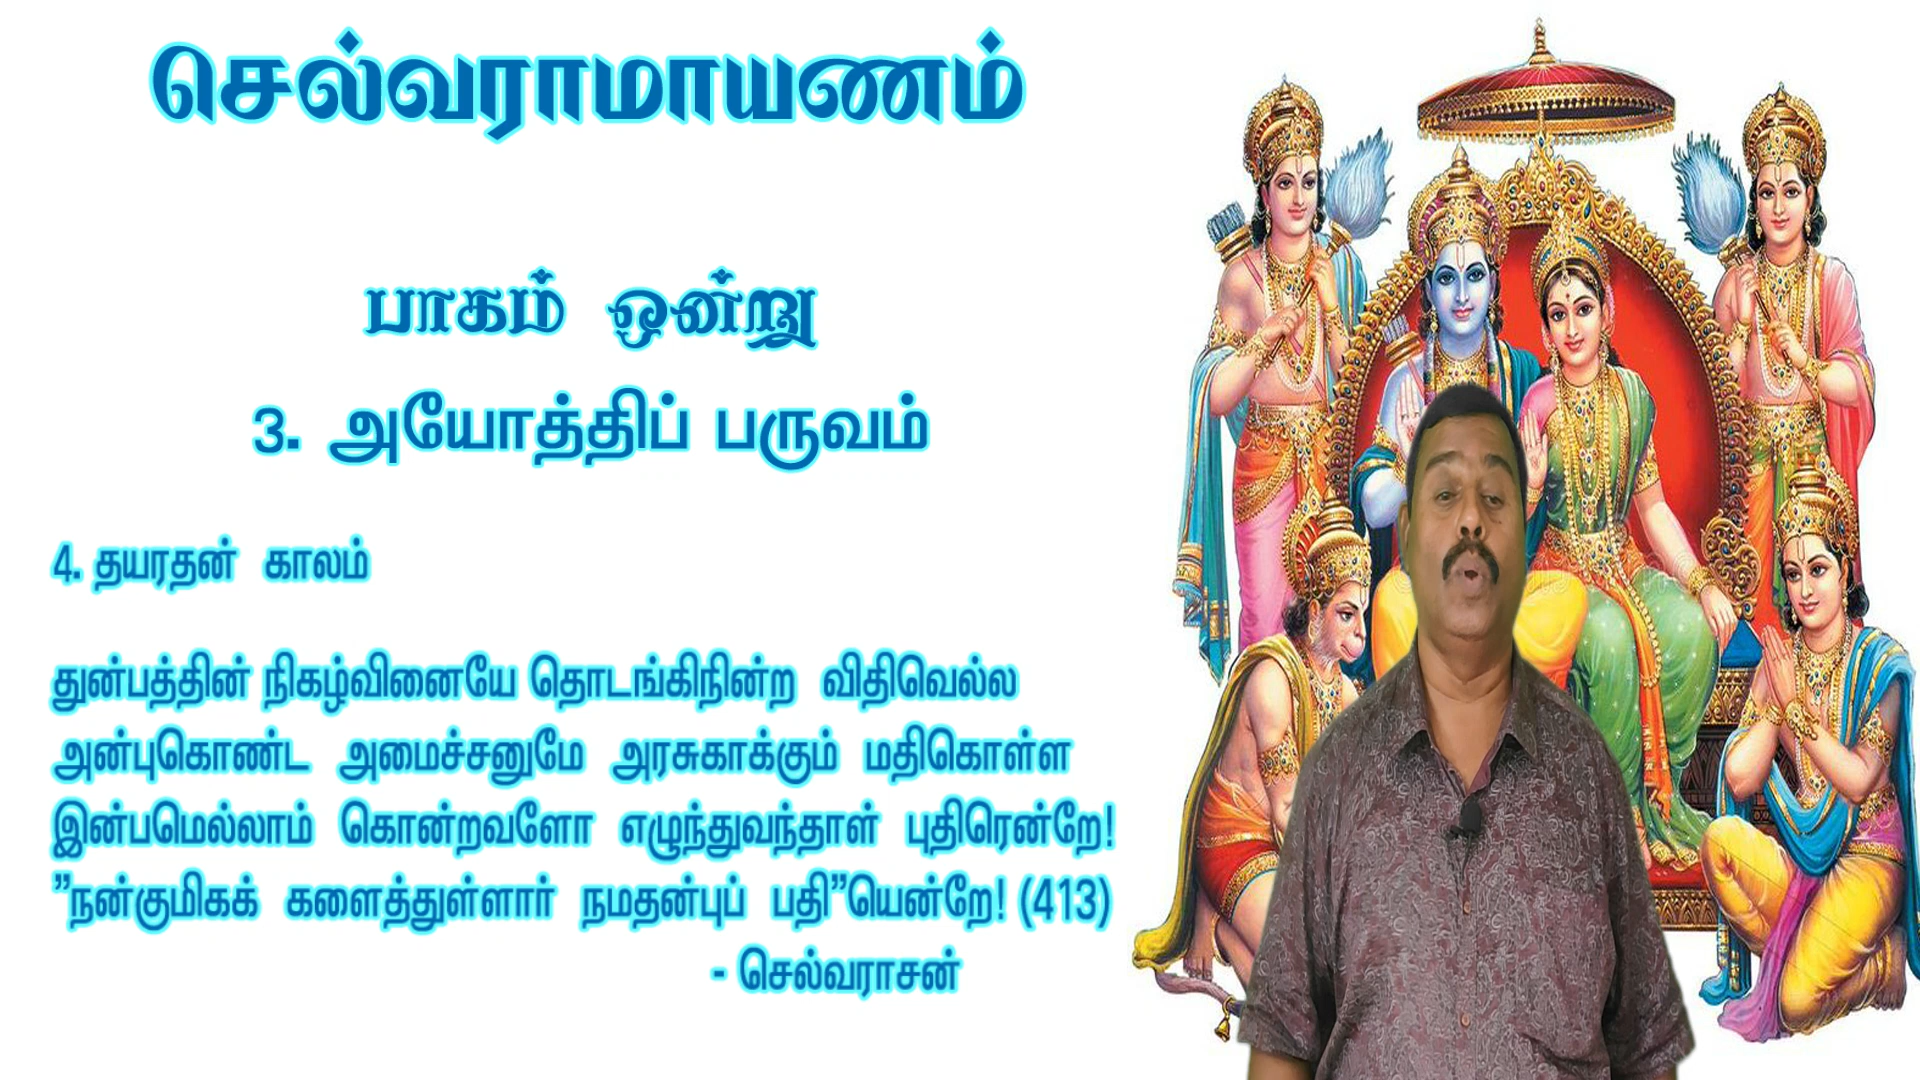 செல்வராமாயணம்
பாகம் ஒன்று
3. அயோத்திப் பருவம்
4. தயரதன் காலம்
துன்பத்தின் நிகழ்வினையே தொடங்கிநின்ற விதிவெல்ல
அன்புகொண்ட அமைச்சனுமே அரசுகாக்கும் மதிகொள்ள
இன்பமெல்லாம் கொன்றவளோ எழுந்துவந்தாள் புதிரென்றே!
”நன்குமிகக் களைத்துள்ளார் நமதன்புப் பதி”யென்றே! (413)
- செல்வராசன்